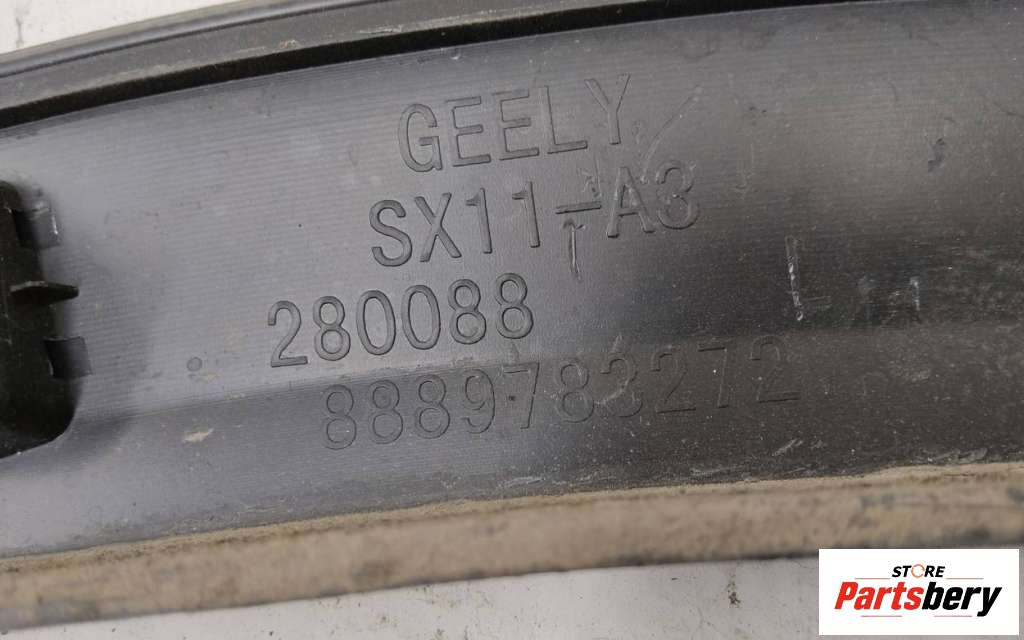 GEELY
SX11-A3
280088
8889783272
STORE
Partsbery